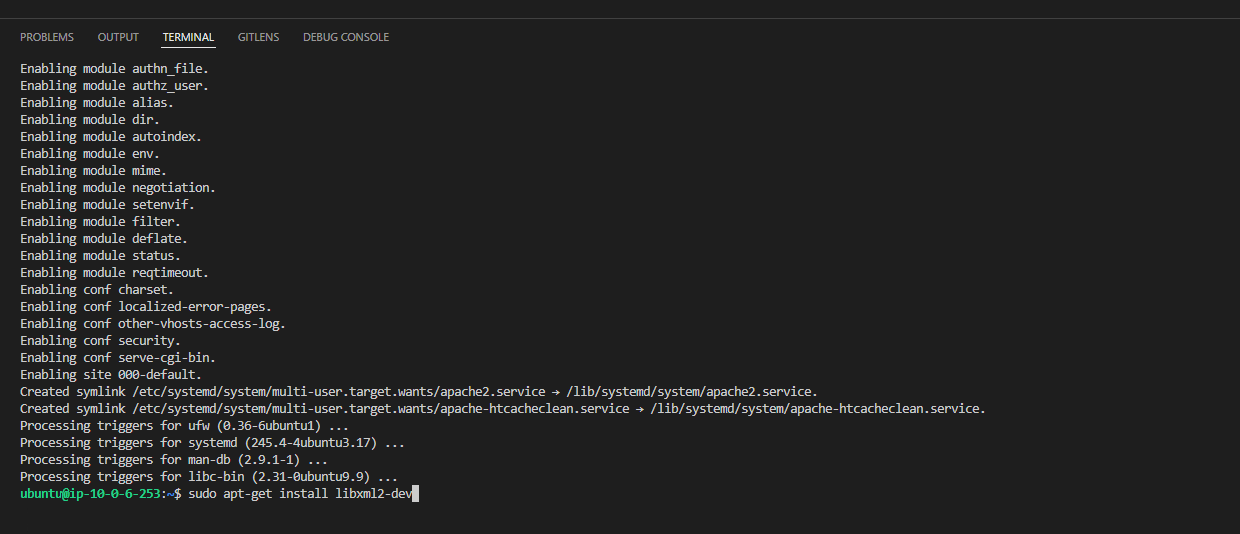 PROBLEMS OUTPUT TERMINAL GITLENS DEBUG CONSOLE
Enabling module authn_file.
Enabling module authz_user.
Enabling module alias.
Enabling module dir.
Enabling module autoindex.
Enabling module env.
Enabling module mime.
Enabling module negotiation.
Enabling module setenvif.
Enabling module filter.
Enabling module deflate.
Enabling module status.
Enabling module reqtimeout.
Enabling conf charset.
Enabling conf localized-error-pages.
Enabling conf other-vhosts-access-log.
Enabling conf security.
Enabling conf serve-cgi-bin.
Enabling site 000-default.
Created symlink /etc/systemd/system/multi-user.target.wants/apache2.service → /lib/systemd/system/apache2.service.
Created symlink /etc/systemd/system/multi-user.target.wants/apache-htcacheclean.service → /lib/systemd/system/apache-htcacheclean.service.
Processing triggers for ufw (0.36-6ubuntu1) ...
Processing triggers for systemd (245.4-4ubuntu3.17) ...
Processing triggers for man-db (2.9.1-1) ...
Processing triggers for libc-bin (2.31-0ubuntu9.9) ...
ubuntu@ip-10-0-6-253:~$ sudo apt-get install libxml2-dev